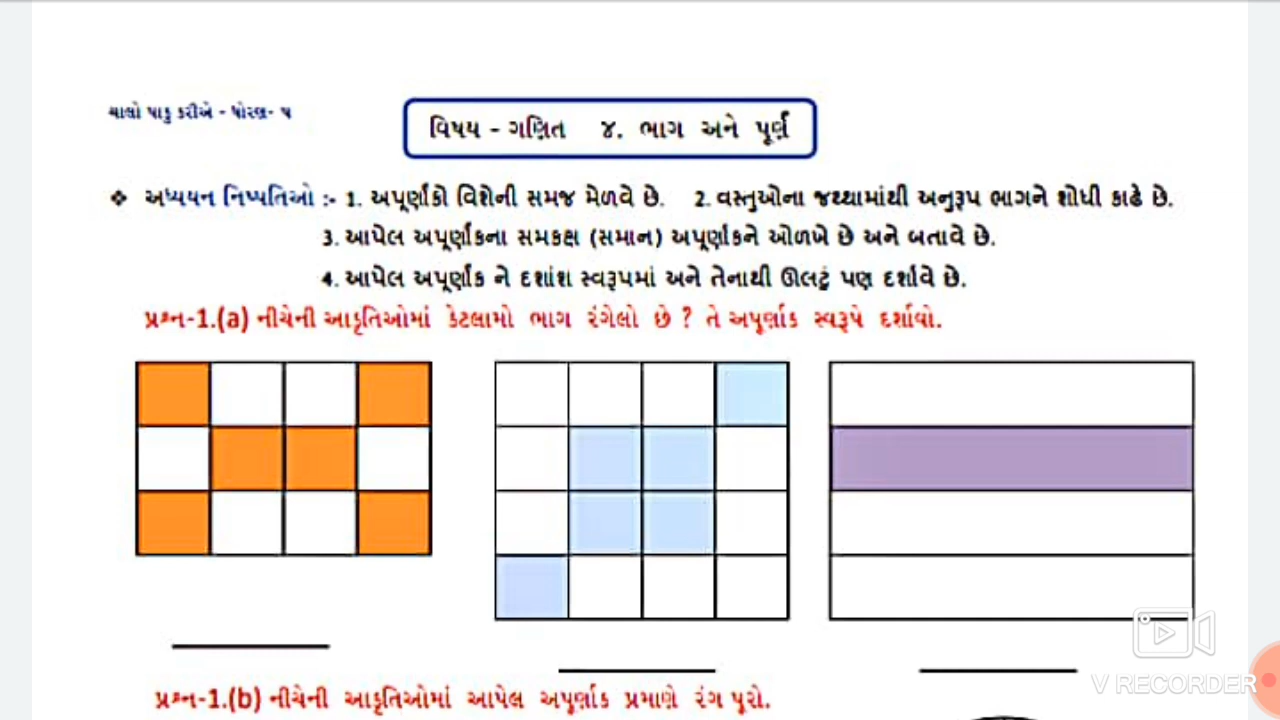 ચાલો પાકુ કરીએ - ધોરણ- ૫
વિષય - ગણિત ૪. ભાગ અને પૂર્ણ
❖ અધ્યયન નિષ્પતિઓ :- 1. અપૂર્ણાંકો વિશેની સમજ મેળવે છે. 2. વસ્તુઓના જથ્થામાંથી અનુરૂપ ભાગને શોધી કાઢે છે.
3. આપેલ અપૂર્ણાંકના સમકક્ષ (સમાન) અપૂર્ણાંકને ઓળખે છે અને બતાવે છે.
4. આપેલ અપૂર્ણાંક ને દશાંશ સ્વરૂપમાં અને તેનાથી ઊલટું પણ દર્શાવે છે.
પ્રશ્ન-1.(a) નીચેની આકૃતિઓમાં કેટલામો ભાગ રંગેલો છે ? તે અપૂર્ણાક સ્વરૂપે દર્શાવો.
પ્રશ્ન-1.(b) નીચેની આકૃતિઓમાં આપેલ અપૂર્ણાક પ્રમાણે રંગ પૂરો.
V RECORDER